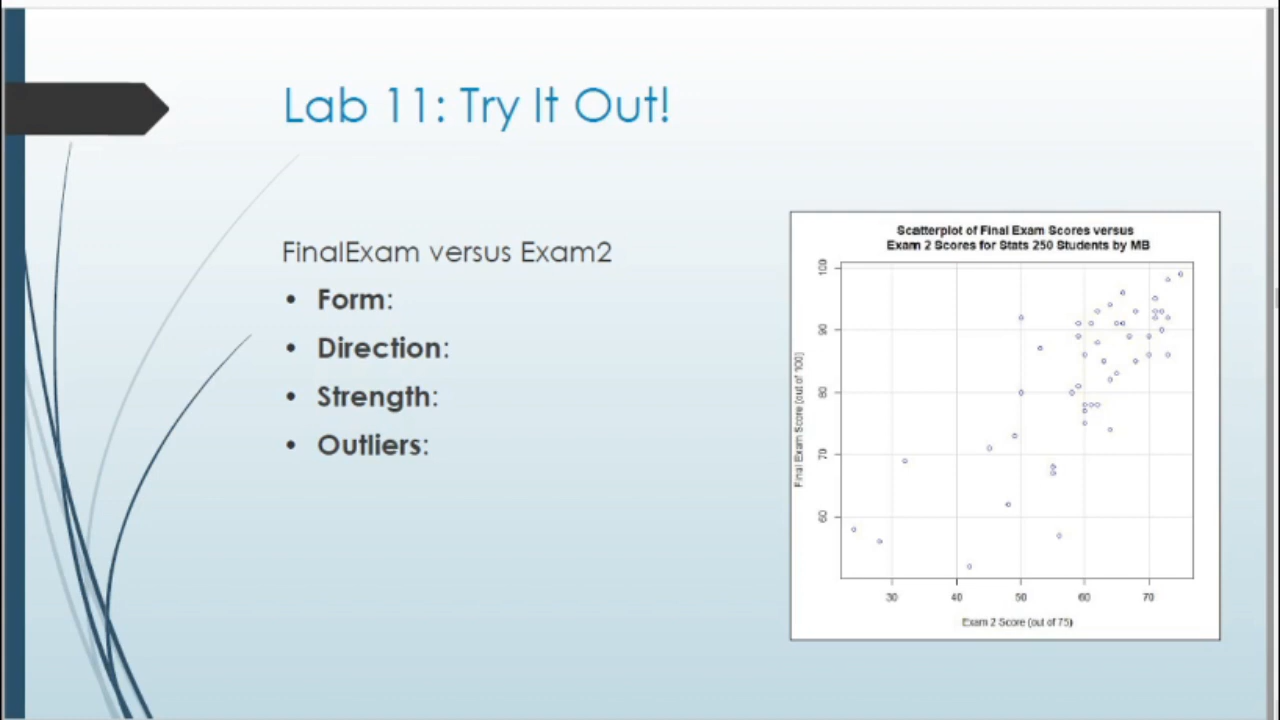 Lab 11: Try It Out!
FinalExam versus Exam2
• Form:
• Direction:
• Strength:
• Outliers:
Scatterplot of Final Exam Scores versus
Exam 2 Scores for Stats 250 Students by MB
Final Exam Score (out of 100)
100
90
80
70
60
30 40 50 60 70
Exam 2 Score (out of 75)